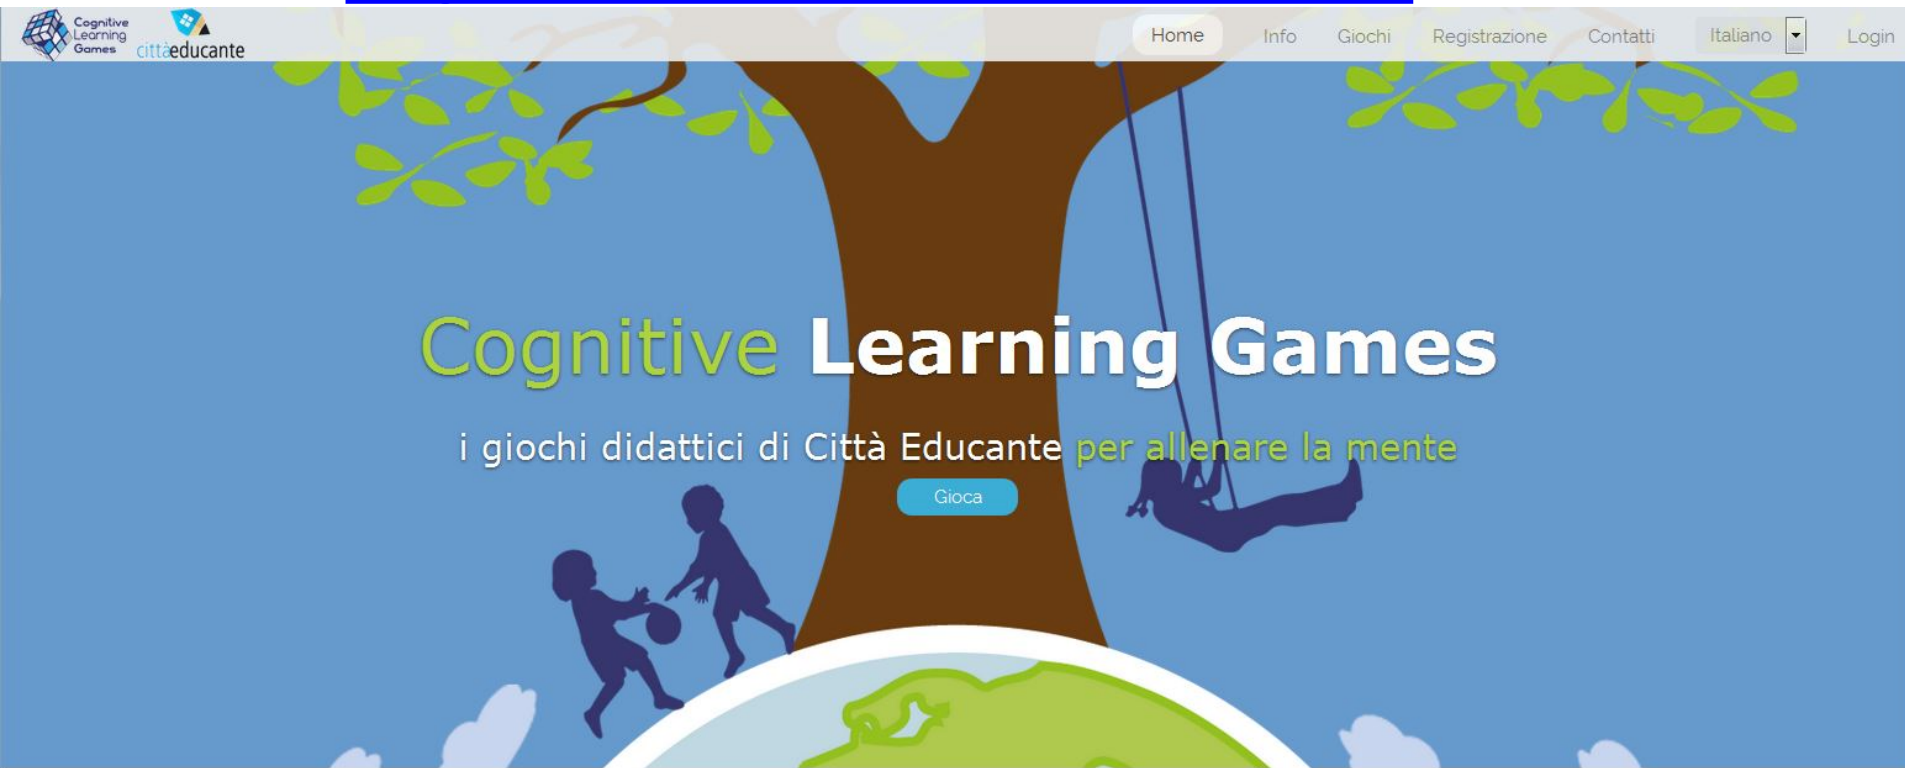 Cognitive
Learning
Games
cittàeducante
Home Info Giochi Registrazione Contatti Italiano Login
Cognitive Learning Games
i giochi didattici di Città Educante per allenare la mente
Gioca